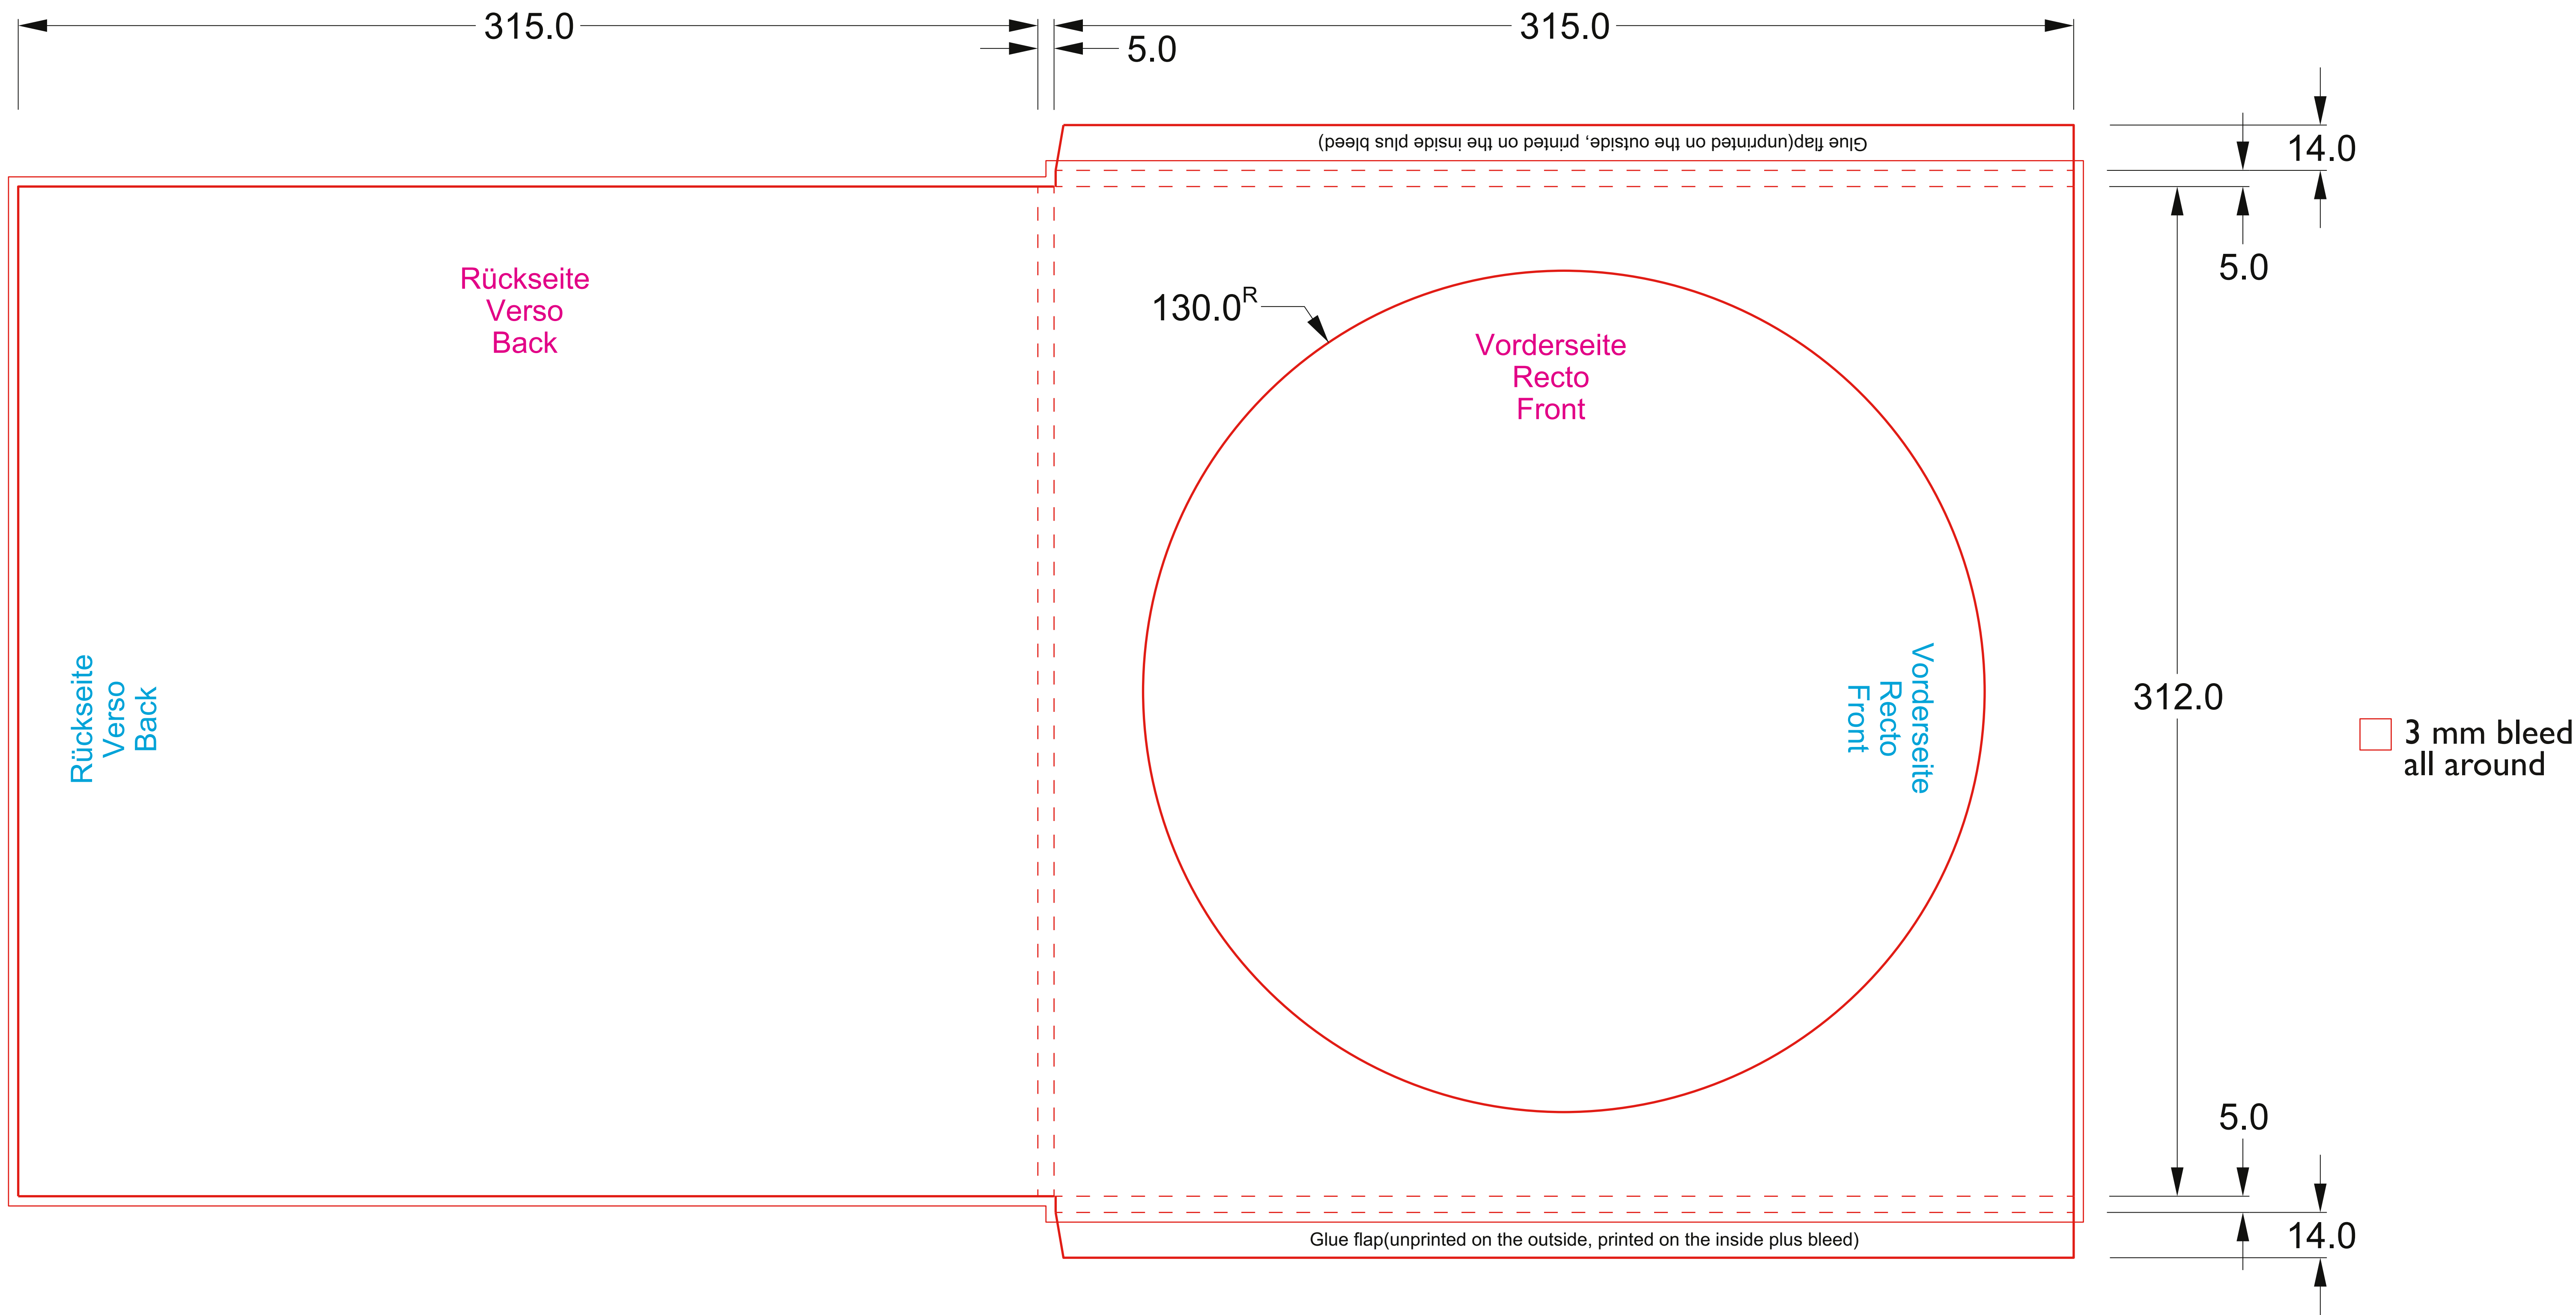 315.0
315.0
5.0
Glue flap(unprinted on the outside, printed on the inside plus bleed)
14.0
5.0
Rückseite
Verso
Back
130.0R
Vorderseite
Recto
Front
Rückseite
Verso
Back
Vorderseite
Recto
Front
312.0
3 mm bleed
all around
5.0
14.0
Glue flap(unprinted on the outside, printed on the inside plus bleed)